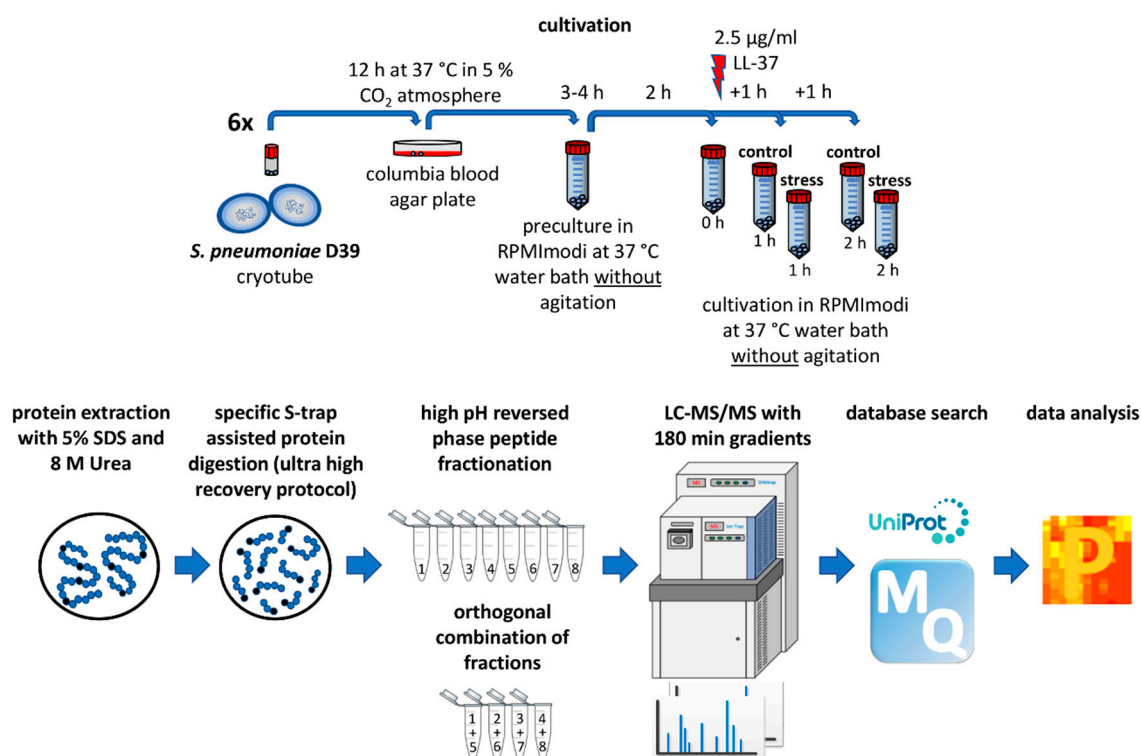 cultivation
2.5 µg/ml
LL-37
12 h at 37 °C in 5 %
CO₂ atmosphere
3-4 h
2 h
+1 h
+1 h
6x
control
stress
control
stress
columbia blood
agar plate
0 h
1 h
1 h
2 h
2 h
S. pneumoniae D39
cryotube
preculture in
RPMImodi at 37 °C
water bath without
agitation
cultivation in RPMImodi
at 37 °C water bath
without agitation
protein extraction
with 5% SDS and
8 M Urea
specific S-trap
assisted protein
digestion (ultra high
recovery protocol)
high pH reversed
phase peptide
fractionation
1 2 3 4 5 6 7 8
orthogonal
combination of
fractions
1 + 5
2 + 6
3 + 7
4 + 8
LC-MS/MS with
180 min gradients
MS
Orbitrap
MS
Ion Trap
database search
UniProt
MQ
data analysis
P